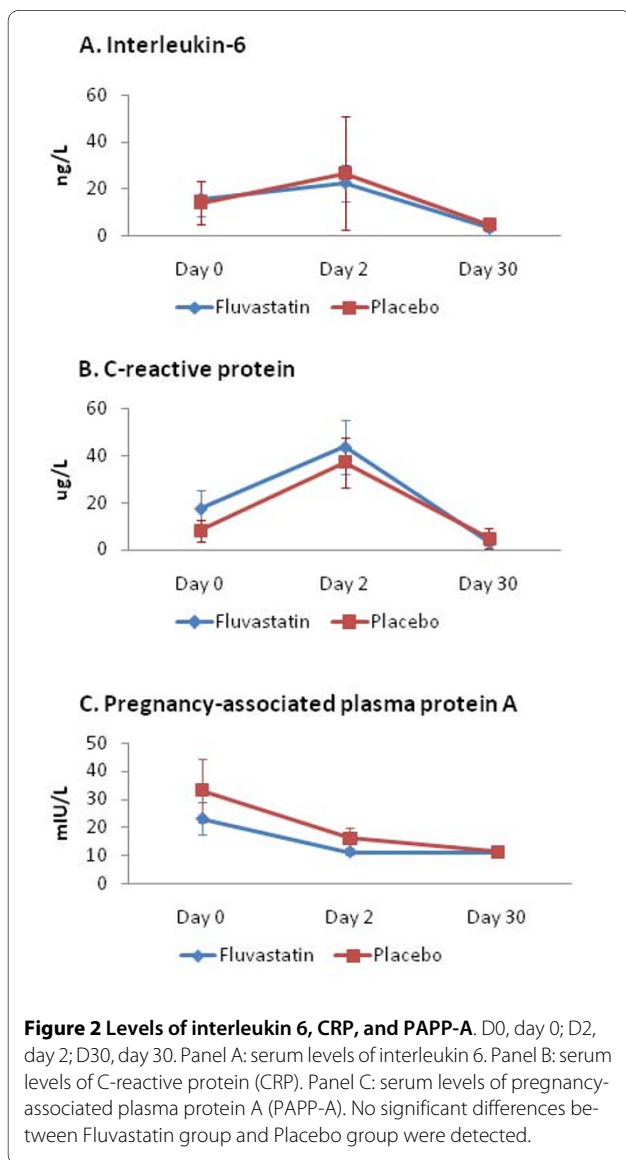 A. Interleukin-6
60
40
20
0
ng/L
Day 0 Day 2 Day 30
Fluvastatin Placebo
B. C-reactive protein
60
40
20
0
ug/L
Day 0 Day 2 Day 30
Fluvastatin Placebo
C. Pregnancy-associated plasma protein A
50
40
30
20
10
0
mIU/L
Day 0 Day 2 Day 30
Fluvastatin Placebo
Figure 2 Levels of interleukin 6, CRP, and PAPP-A. D0, day 0; D2,
day 2; D30, day 30. Panel A: serum levels of interleukin 6. Panel B: serum
levels of C-reactive protein (CRP). Panel C: serum levels of pregnancy-
associated plasma protein A (PAPP-A). No significant differences be-
tween Fluvastatin group and Placebo group were detected.